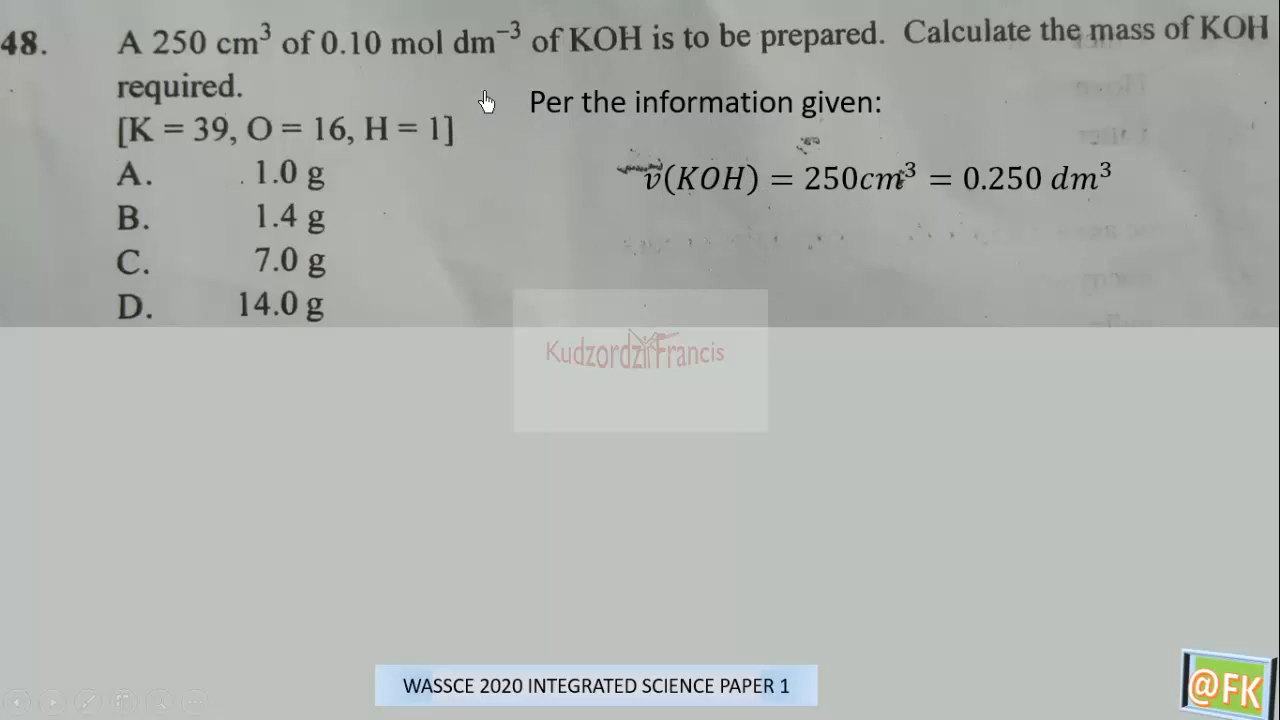 48. A 250 cm³ of 0.10 mol dm⁻³ of KOH is to be prepared. Calculate the mass of KOH
required.
[K = 39, O = 16, H = 1]
A. 1.0 g
B. 1.4 g
C. 7.0 g
D. 14.0 g
Per the information given:
v(KOH) = 250cm³ = 0.250 dm³
Kudzordzi Francis
WASSCE 2020 INTEGRATED SCIENCE PAPER 1
@FK